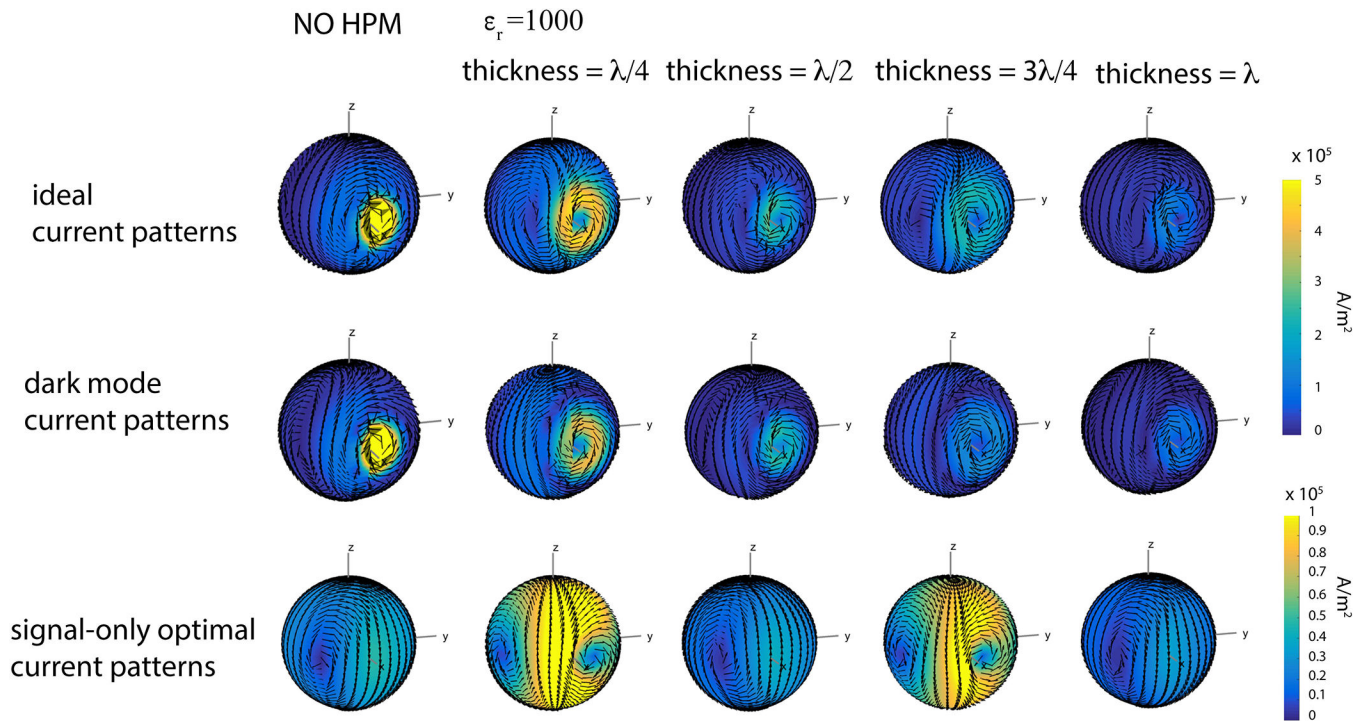 NO HPM
εr=1000
thickness = λ/4
thickness = λ/2
thickness = 3λ/4
thickness = λ
z
z
z
z
z
ideal
current patterns
y
y
y
y
y
x 10⁵
5
4
3
2
1
0
A/m²
z
z
z
z
z
dark mode
current patterns
y
y
y
y
y
z
z
z
z
z
signal-only optimal
current patterns
x
x
x
y
y
y
y
y
x 10⁵
1
0.9
0.8
0.7
0.6
0.5
0.4
0.3
0.2
0.1
0
A/m²